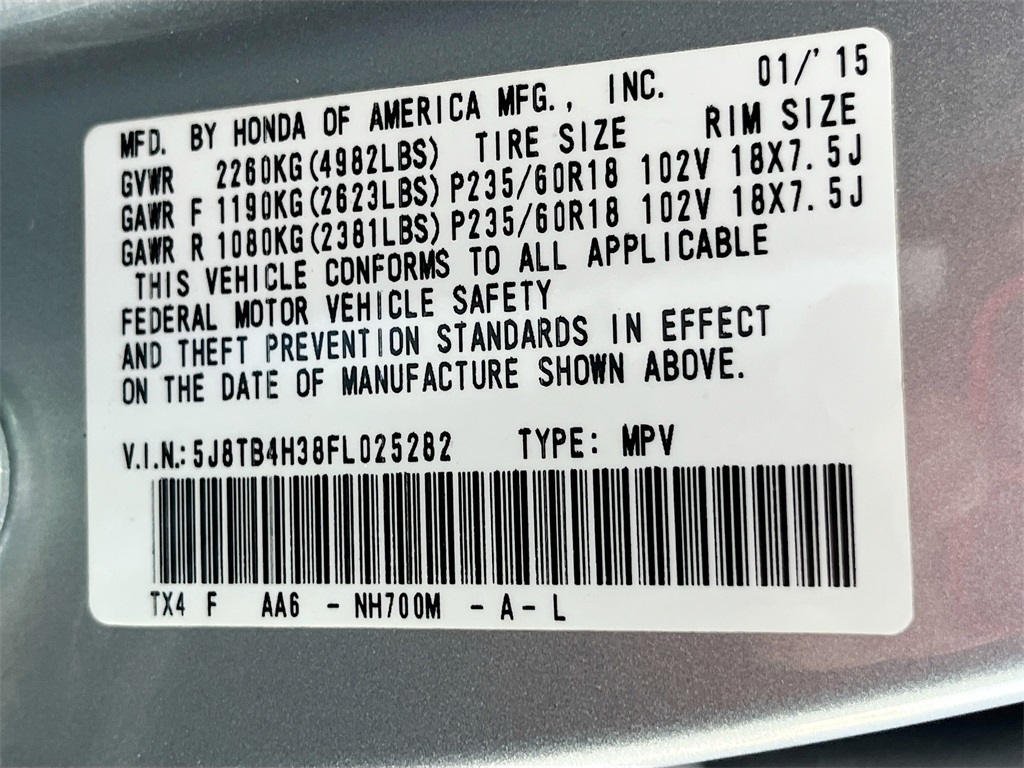 01/'15
MFD. BY HONDA OF AMERICA MFG., INC.
GVWR 2260KG(4982LBS) TIRE SIZE RIM SIZE
GAWR F 1190KG(2623LBS) P235/60R18 102V 18X7.5J
GAWR R 1080KG(2381LBS) P235/60R18 102V 18X7.5J
THIS VEHICLE CONFORMS TO ALL APPLICABLE
FEDERAL MOTOR VEHICLE SAFETY
AND THEFT PREVENTION STANDARDS IN EFFECT
ON THE DATE OF MANUFACTURE SHOWN ABOVE.
V.I.N.: 5J8TB4H38FL025282 TYPE: MPV
TX4 F AA6 - NH700M - A - L